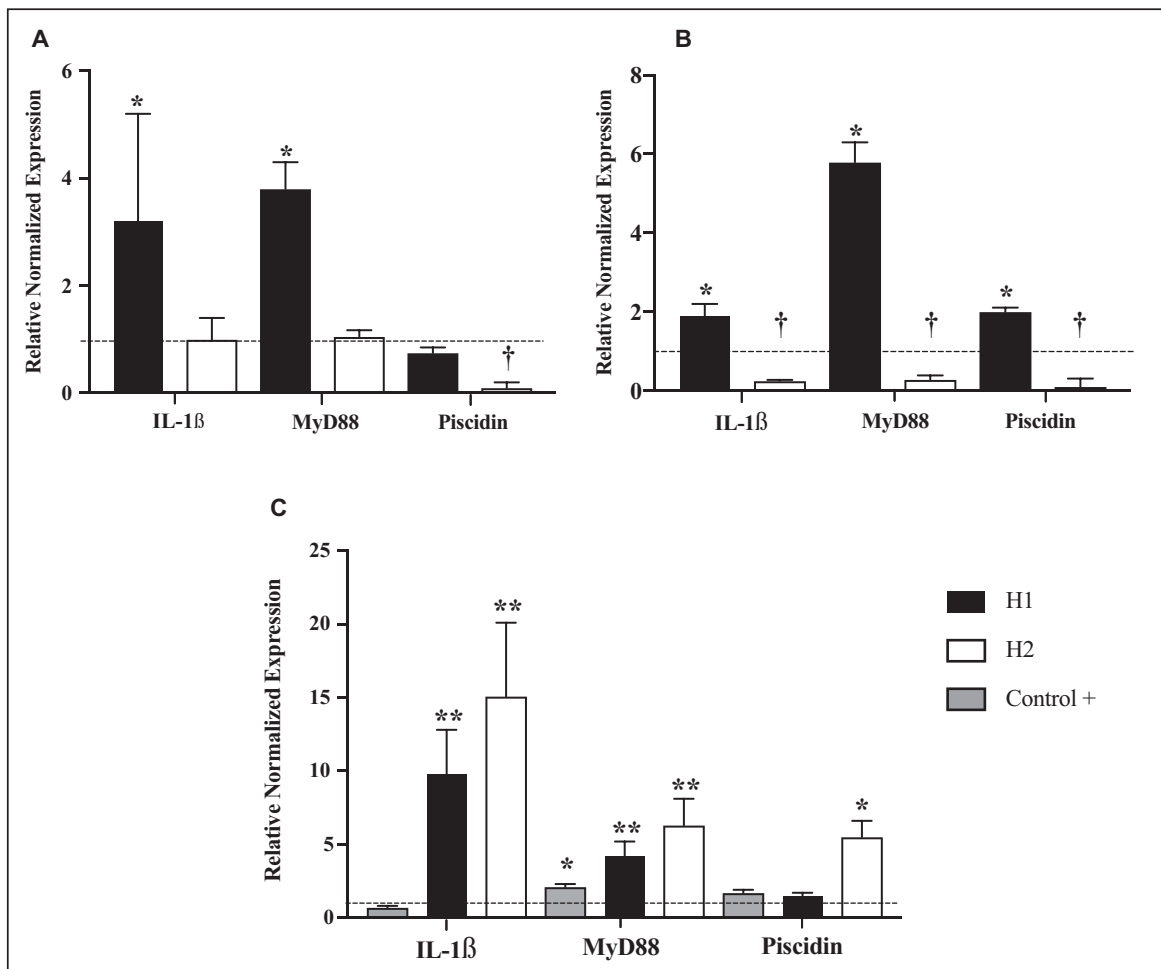 A
Relative Normalized Expression
6
4
2
0
*
*
†
IL-1ß
MyD88
Piscidin
B
Relative Normalized Expression
8
6
4
2
0
*
†
*
†
*
†
IL-1ß
MyD88
Piscidin
C
Relative Normalized Expression
25
20
15
10
5
0
**
**
*
**
**
*
IL-1ß
MyD88
Piscidin
H1
H2
Control +